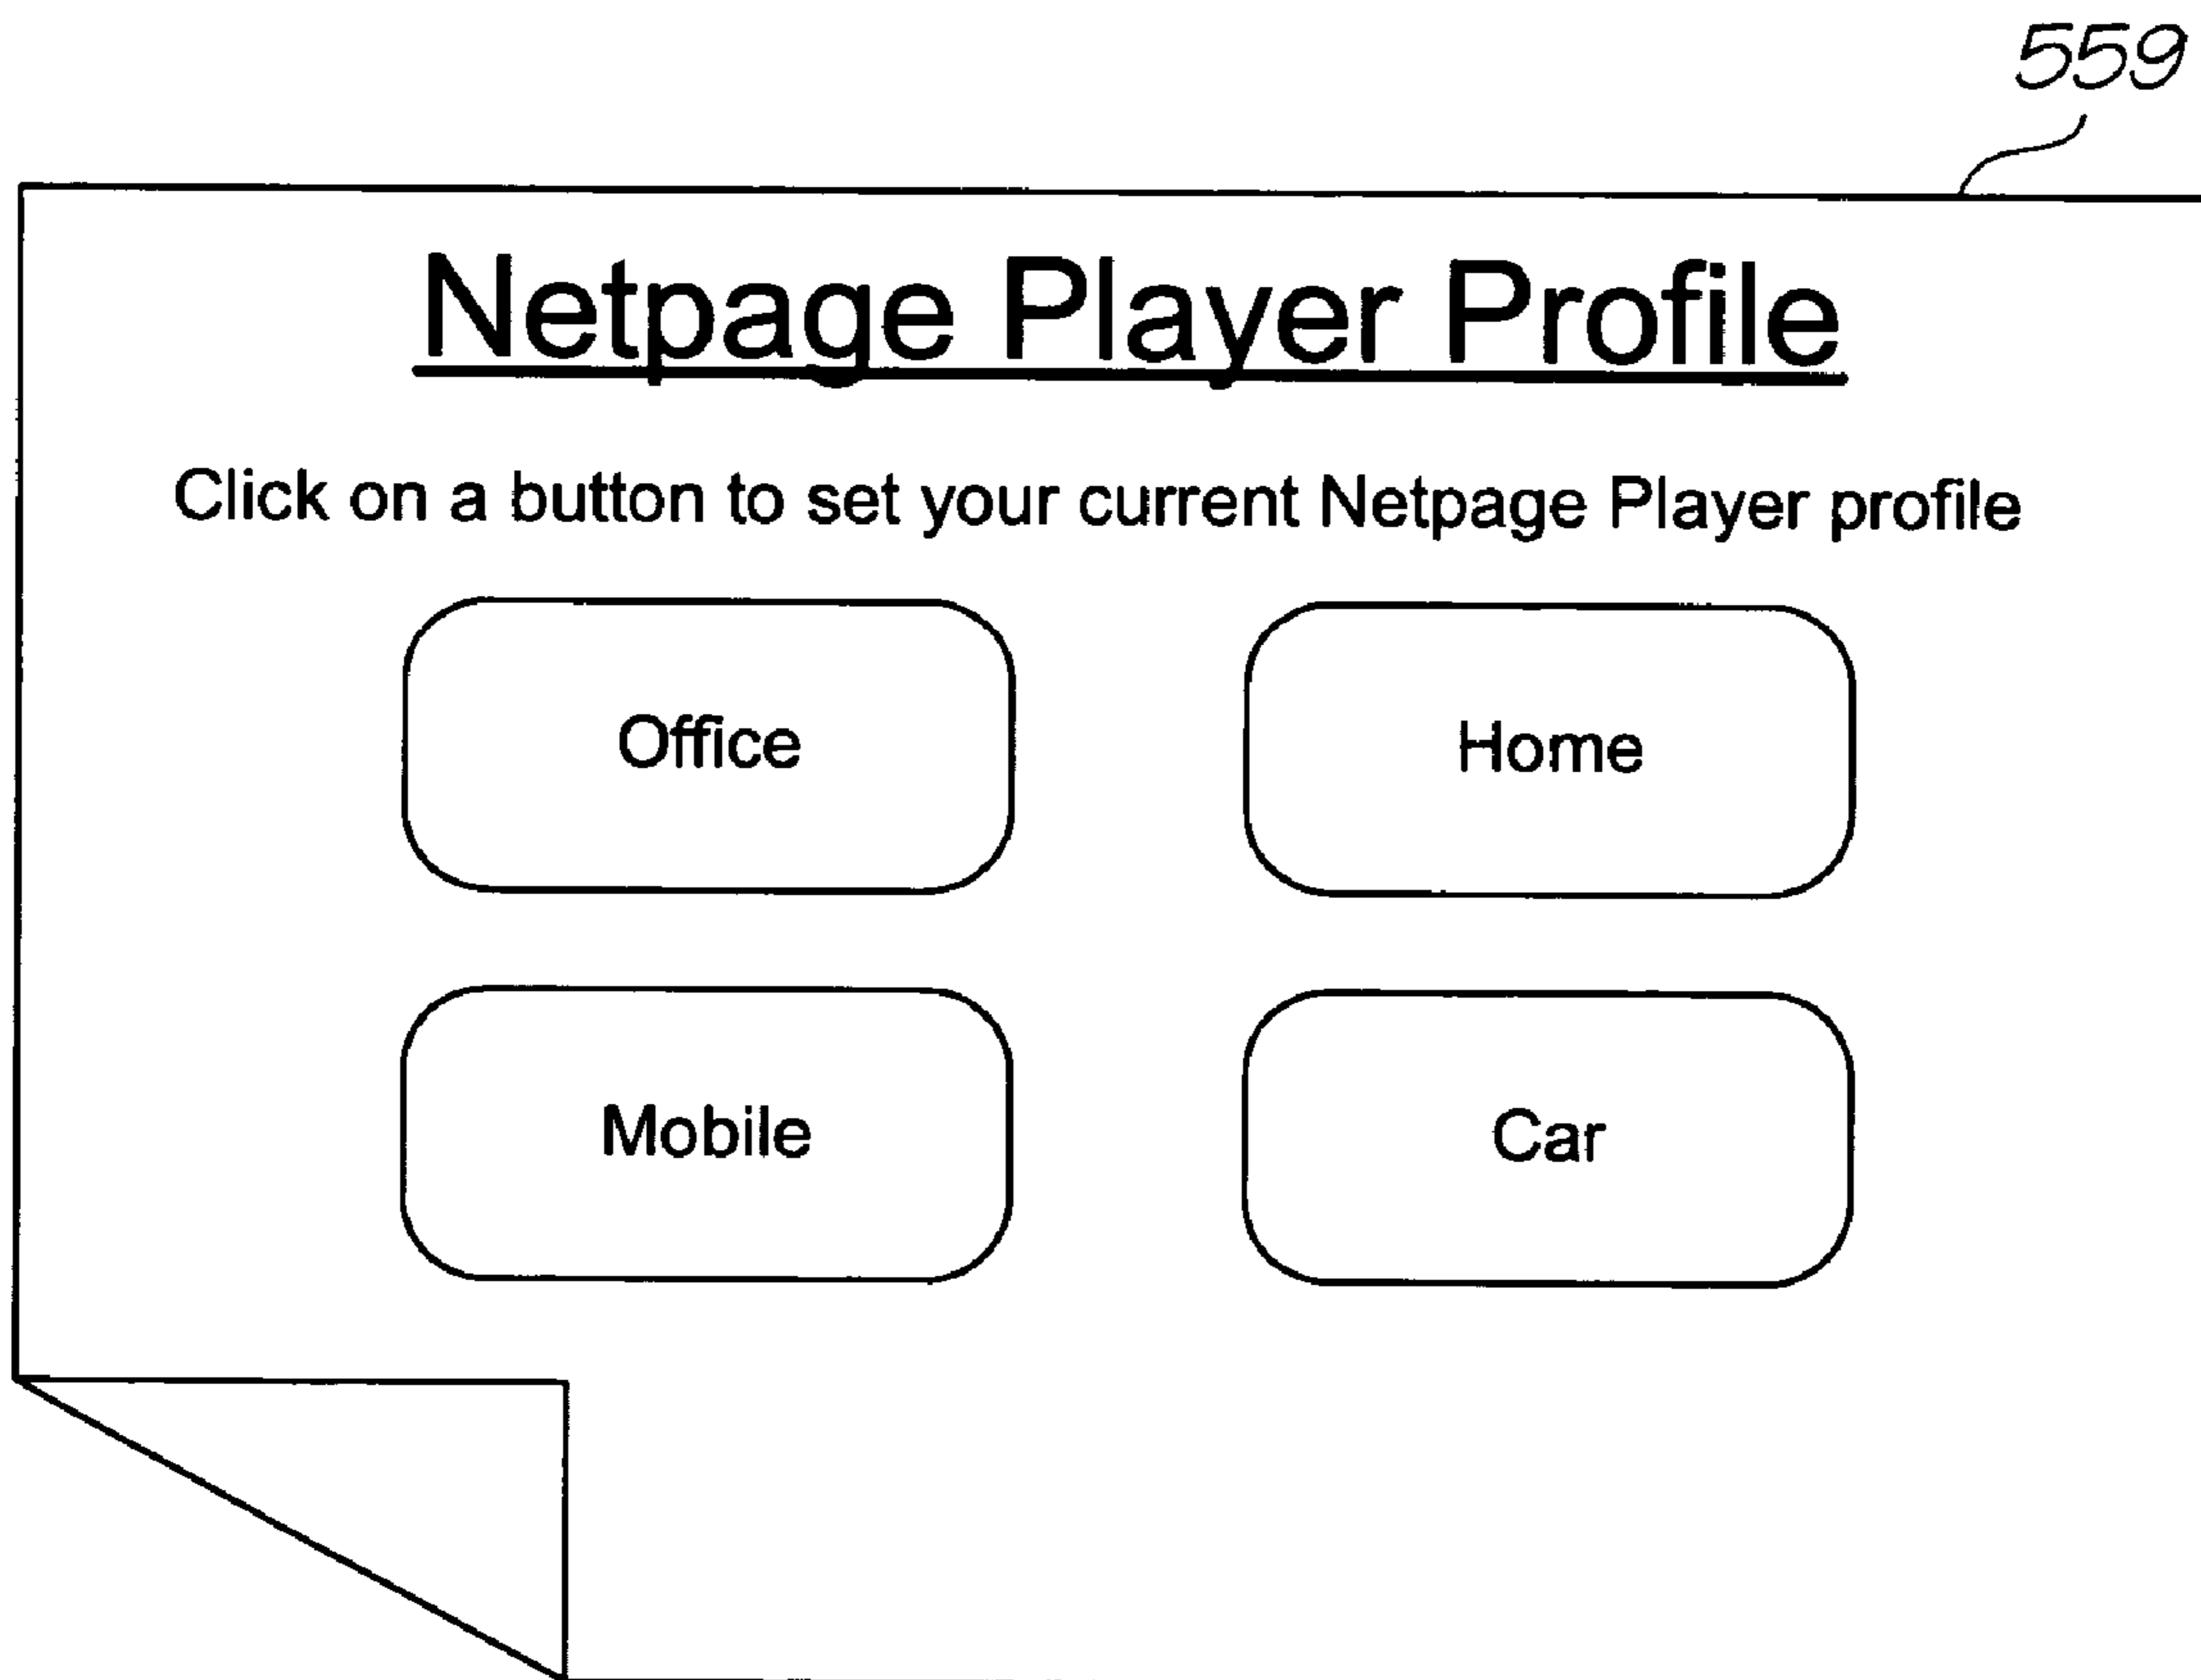 559
Netpage Player Profile
Click on a button to set your current Netpage Player profile
Office Home
Mobile Car